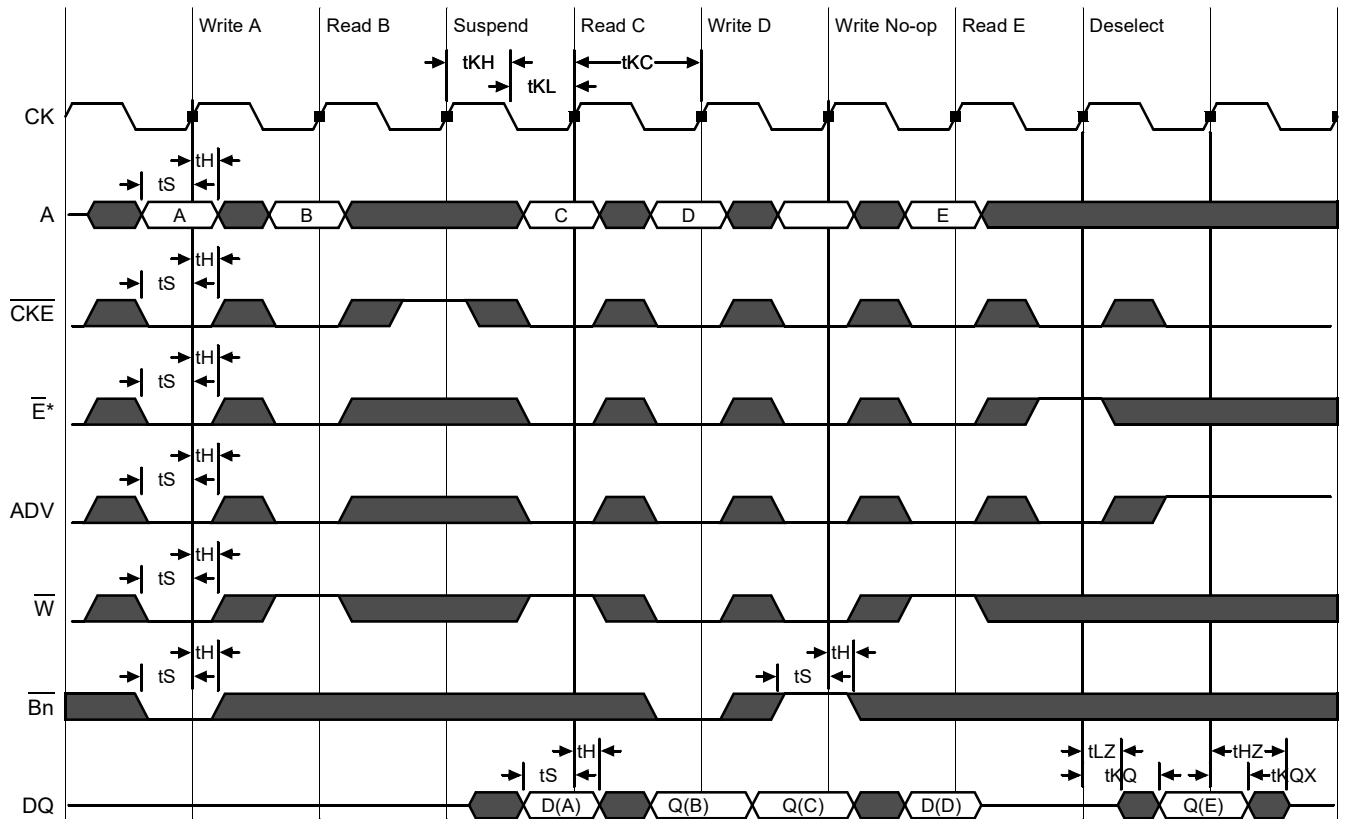 Write A Read B Suspend Read C Write D Write No-op Read E Deselect
tKH tKC
tKL
CK
tH
tS
A A B C D E
tH
tS
CKE
tH
tS
E*
tH
tS
ADV
tH
tS
W
tH tH
tS tS
Bn
tH tLZ tHZ
tS tKQ tKQX
DQ D(A) Q(B) Q(C) D(D) Q(E)